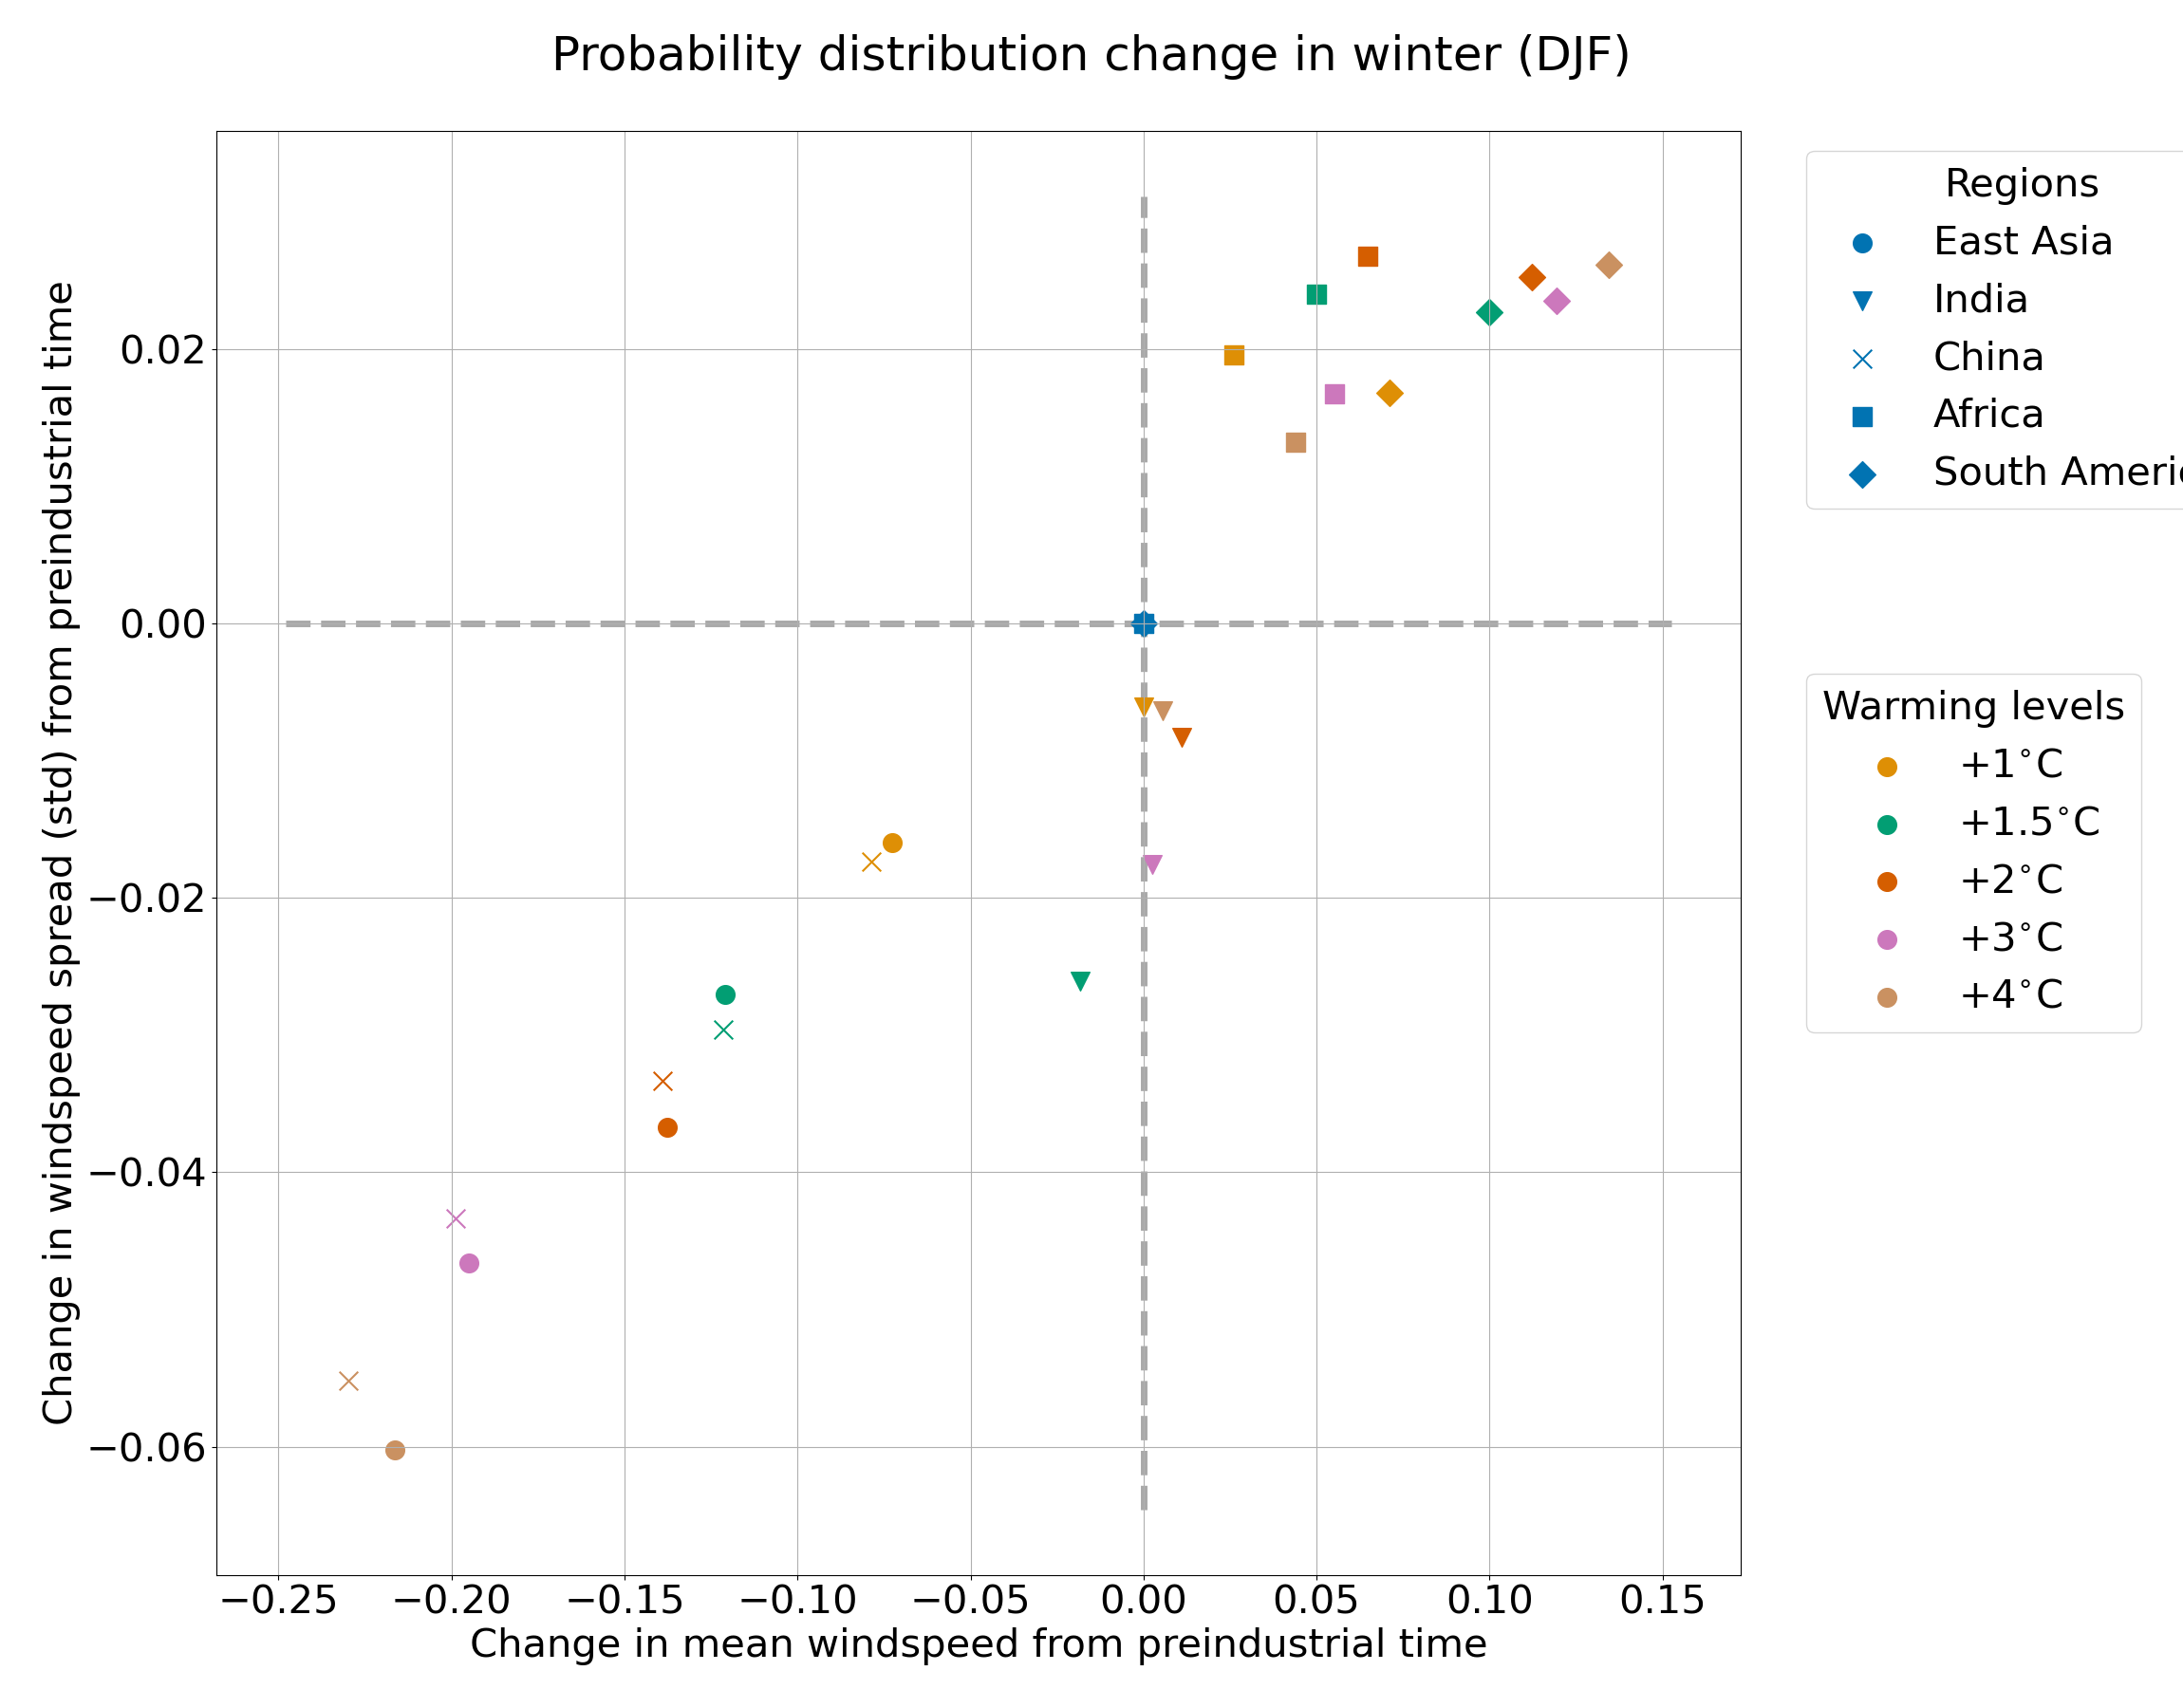 Probability distribution change in winter (DJF)
Change in windspeed spread (std) from preindustrial time
0.02
0.00
−0.02
−0.04
−0.06
−0.25
−0.20
−0.15
−0.10
−0.05
0.00
0.05
0.10
0.15
Change in mean windspeed from preindustrial time
Regions
East Asia
India
China
Africa
South Ameri
Warming levels
+1°C
+1.5°C
+2°C
+3°C
+4°C